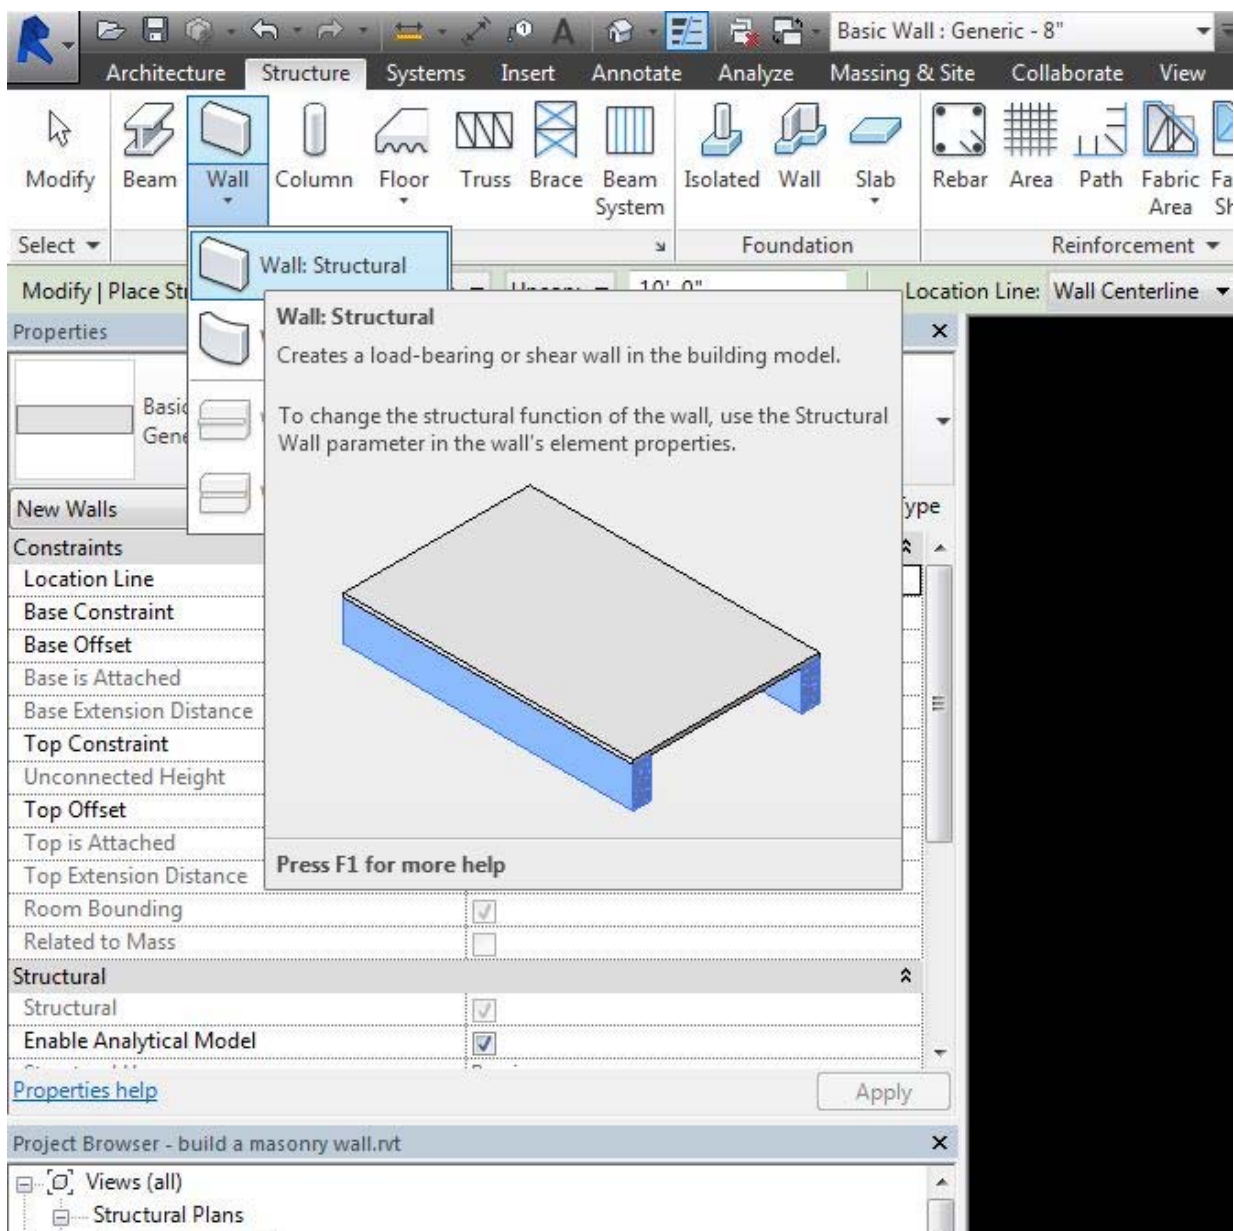 Basic Wall : Generic - 8"
Architecture Structure Systems Insert Annotate Analyze Massing & Site Collaborate View
Modify Beam Wall Column Floor Truss Brace Beam System Isolated Wall Slab Rebar Area Path Fabric Area
Select Foundation Reinforcement
Wall: Structural
Modify | Place 10' 0" Location Line: Wall Centerline
Properties
Wall: Structural
Creates a load-bearing or shear wall in the building model.
To change the structural function of the wall, use the Structural
Wall parameter in the wall's element properties.
New Walls
Constraints
Location Line
Base Constraint
Base Offset
Base is Attached
Base Extension Distance
Top Constraint
Unconnected Height
Top Offset
Top is Attached
Top Extension Distance
Press F1 for more help
Room Bounding
Related to Mass
Structural
Structural
Enable Analytical Model
Properties help Apply
Project Browser - build a masonry wall.rvt
Views (all)
Structural Plans